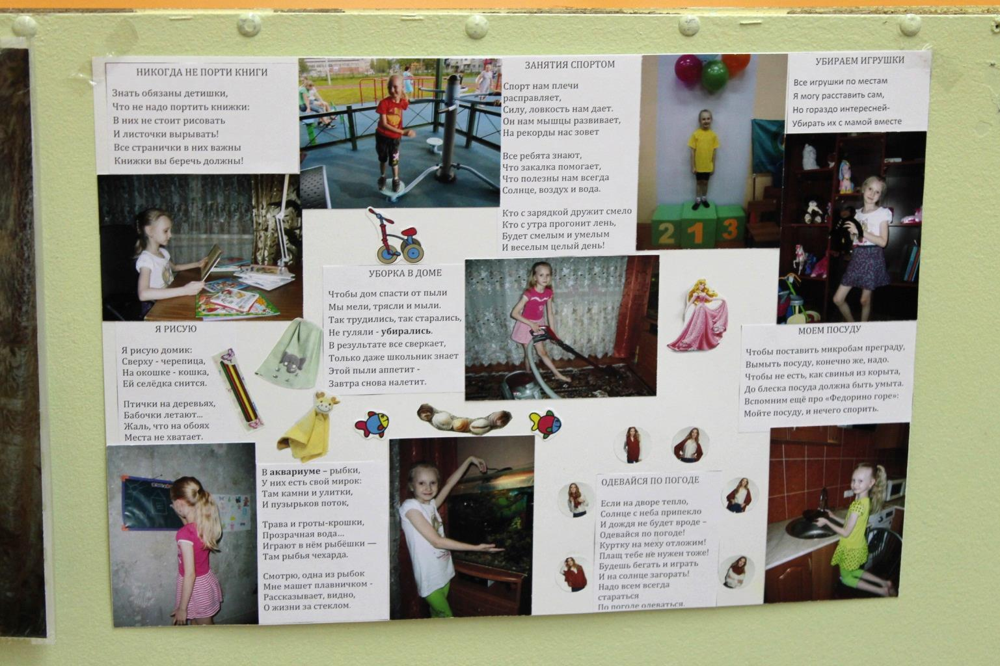 НИКОГДА НЕ ПОРТИ КНИГИ
Знать обязаны детишки,
Что не надо портить книжки:
В них не стоит рисовать
И листочки вырывать!
Все странички в них важны
Книжки вы беречь должны!
ЗАНЯТИЯ СПОРТОМ
Спорт нам плечи
расправляет,
Силу, ловкость нам дает.
Он нам мышцы развивает,
На рекорды нас зовет
Все ребята знают,
Что закалка помогает,
Что полезны нам всегда
Солнце, воздух и вода.
Кто с зарядкой дружит смело
Кто с утра прогонит лень,
Будет смелым и умелым
И веселым целый день!
2 1 3
УБИРАЕМ ИГРУШКИ
Все игрушки по местам
Я могу расставить сам,
Но гораздо интересней-
Убирать их с мамой вместе
УБОРКА В ДОМЕ
Чтобы дом спасти от пыли
Мы мели, трясли и мыли.
Так трудились, так старались,
Не гуляли - убирались.
В результате все сверкает,
Только даже школьник знает
Этой пыли аппетит -
Завтра снова налетит.
Я РИСУЮ
Я рисую домик:
Сверху - черепица,
На окошке - кошка,
Ей селёдка снится.
Птички на деревьях,
Бабочки летают...
Жаль, что на обоях
Места не хватает.
МОЕМ ПОСУДУ
Чтобы поставить микробам преграду,
Вымыть посуду, конечно же, надо.
Чтобы не есть, как свинья из корыта,
До блеска посуда должна быть умыта.
Вспомним ещё про «Федорино горе»:
Мойте посуду, и нечего спорить.
В аквариуме – рыбки,
У них есть свой мирок:
Там камни и улитки,
И пузырьков поток,
Трава и гроты-крошки,
Прозрачная вода...
Играют в нём рыбёшки —
Там рыбья чехарда.
Смотрю, одна из рыбок
Мне машет плавничком -
Рассказывает, видно,
О жизни за стеклом.
ОДЕВАЙСЯ ПО ПОГОДЕ
Если на дворе тепло,
Солнце с неба припекло
И дождя не будет вроде –
Одевайся по погоде!
Куртку на меху отложим!
Плащ тебе не нужен тоже!
Будешь бегать и играть
И на солнце загорать!
Надо всем всегда
стараться
По погоде одеваться.